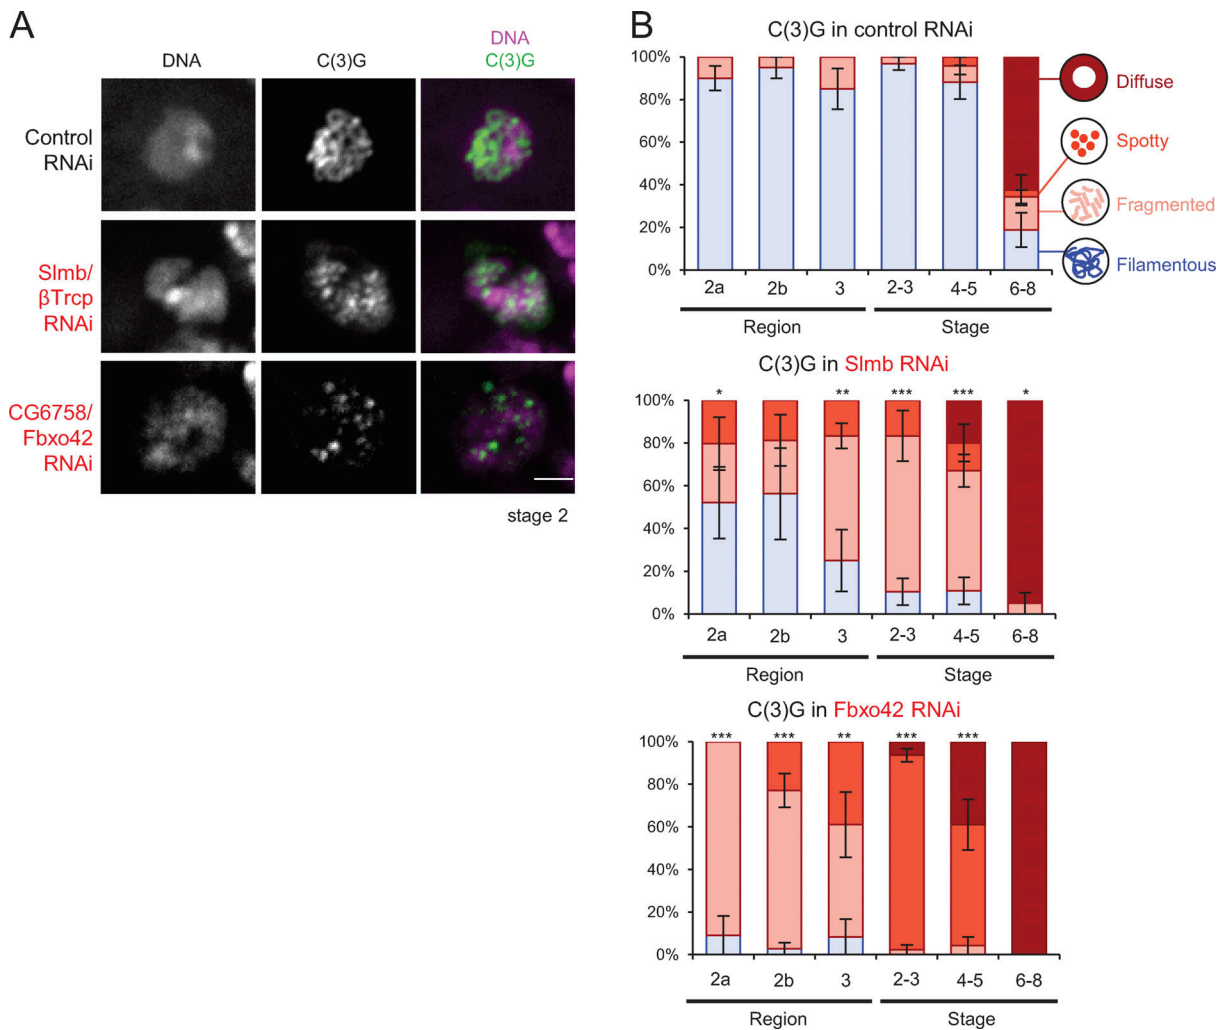 A
DNA
C(3)G
DNA
C(3)G
Control
RNAi
Slmb/
βTrcp
RNAi
CG6758/
Fbxo42
RNAi
stage 2
B
C(3)G in control RNAi
100%
80%
60%
40%
20%
0%
2a 2b 3 2-3 4-5 6-8
Region Stage
Diffuse
Spotty
Fragmented
Filamentous
C(3)G in Slmb RNAi
* ** *** *** *
100%
80%
60%
40%
20%
0%
2a 2b 3 2-3 4-5 6-8
Region Stage
C(3)G in Fbxo42 RNAi
*** *** ** *** ***
100%
80%
60%
40%
20%
0%
2a 2b 3 2-3 4-5 6-8
Region Stage